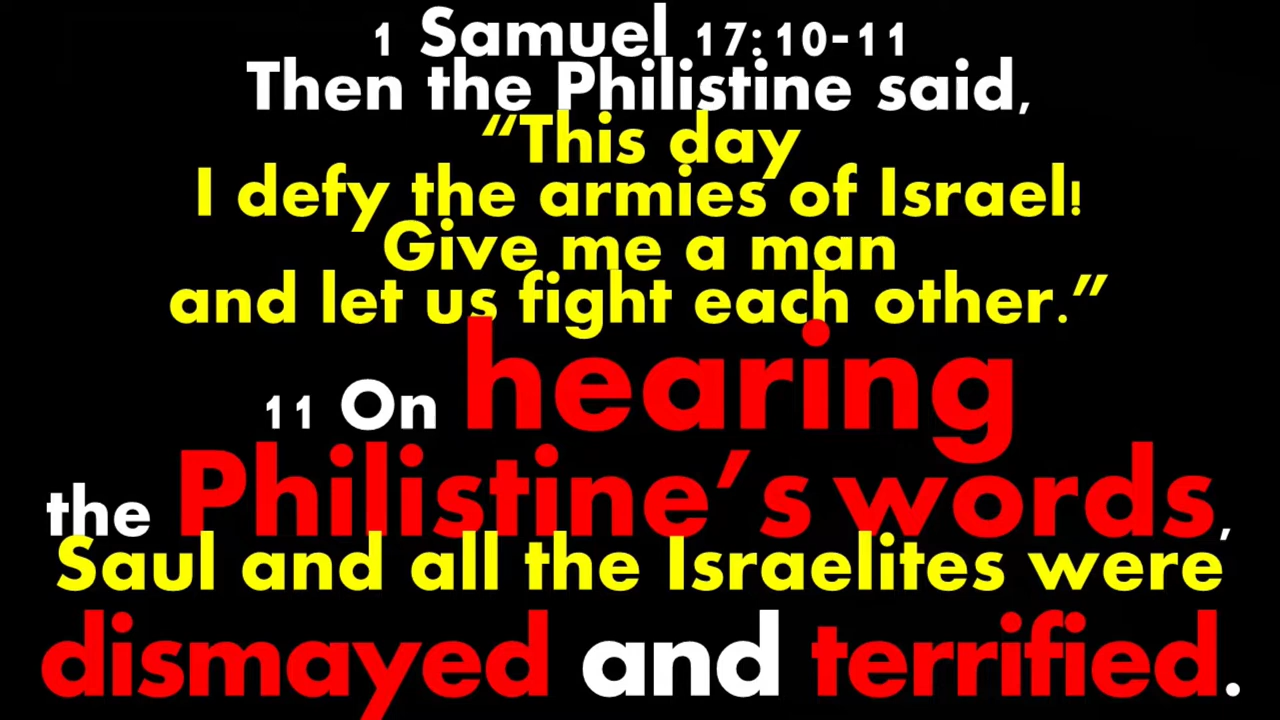 1 Samuel 17:10-11
Then the Philistine said,
“This day
I defy the armies of Israel!
Give me a man
and let us fight each other.”
11 On hearing
the Philistine’s words,
Saul and all the Israelites were
dismayed and terrified.